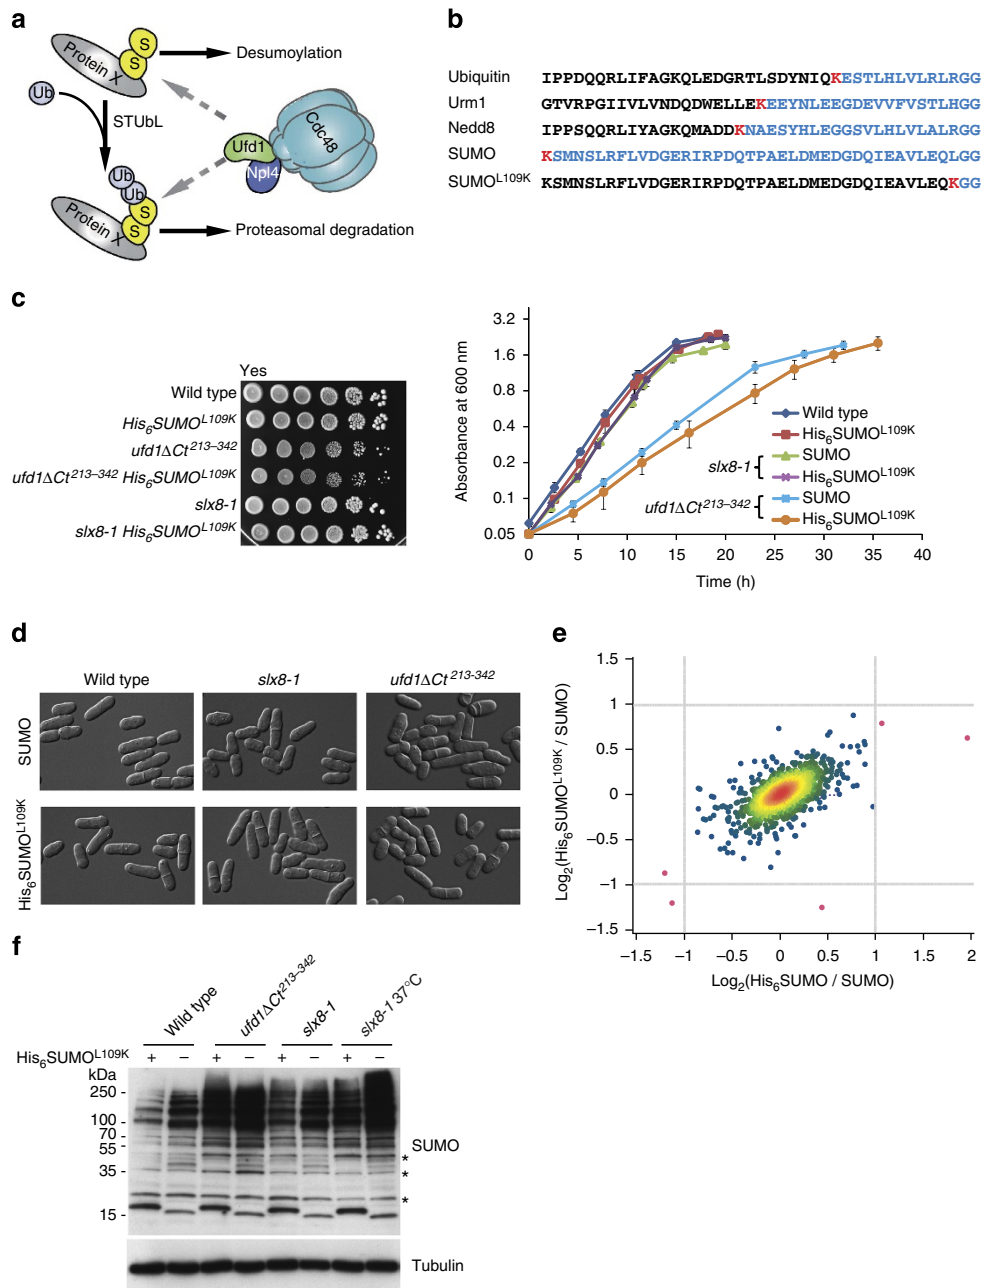 a
Protein X
S
S
Desumoylation
Ub
STUbL
Ufd1
Npl4
Cdc48
Ub
Ub
S
S
Protein X
Proteasomal degradation
b
Ubiquitin IPPDQQRLIFAGKQLEDGRTLSDYNIQKESTLHLVLRLRGG
Urm1 GTVRPGIIVLVNDQDWELLEKEEYNLEEGDEVVFVSTLHGG
Nedd8 IPPSQQRLIYAGKQMADDKNAESYHLEGGSVLHLVLALRGG
SUMO KSMNSLRFLVDGERIRPDQTPAELDMEDGDQIEAVLEQLGG
SUMOL109K KSMNSLRFLVDGERIRPDQTPAELDMEDGDQIEAVLEQKGG
c
Yes
Wild type
His6SUMOL109K
ufd1ΔCt213–342
ufd1ΔCt213–342 His6SUMOL109K
slx8-1
slx8-1 His6SUMOL109K
Absorbance at 600 nm
3.2
1.6
0.8
0.4
0.2
0.1
0.05
0 5 10 15 20 25 30 35 40
Time (h)
Wild type
His6SUMOL109K
slx8-1
SUMO
His6SUMOL109K
ufd1ΔCt213–342
SUMO
His6SUMOL109K
d
Wild type slx8-1 ufd1ΔCt213-342
SUMO
His6SUMOL109K
e
Log2(His6SUMOL109K / SUMO)
1.5
1
0.5
0
−0.5
−1
−1.5
−1.5 −1 −0.5 0 0.5 1 1.5 2
Log2(His6SUMO / SUMO)
f
Wild type
ufd1ΔCt213–342
slx8-1
slx8-1 37°C
His6SUMOL109K + − + − + − + −
kDa
250 -
100 -
70 -
55 -
35 -
15 -
SUMO
*
*
*
Tubulin